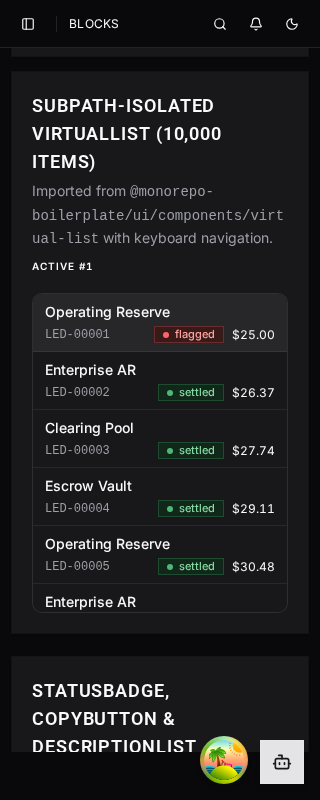 BLOCKS
SUBPATH-ISOLATED
VIRTUALLIST (10,000
ITEMS)
Imported from @monorepo-
boilerplate/ui/components/virt
ual-list with keyboard navigation.
ACTIVE #1
Operating Reserve
LED-00001 flagged $25.00
Enterprise AR
LED-00002 settled $26.37
Clearing Pool
LED-00003 settled $27.74
Escrow Vault
LED-00004 settled $29.11
Operating Reserve
LED-00005 settled $30.48
Enterprise AR
STATUSBADGE,
COPYBUTTON &
DESCRIPTIONLIST